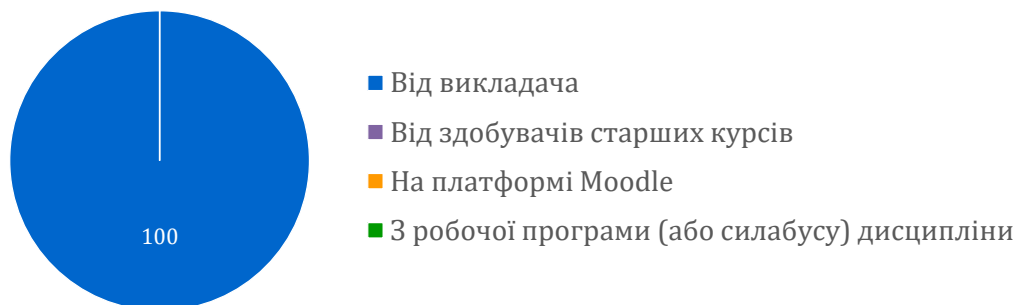 Від викладача
Від здобувачів старших курсів
На платформі Moodle
З робочої програми (або силабусу) дисципліни
100